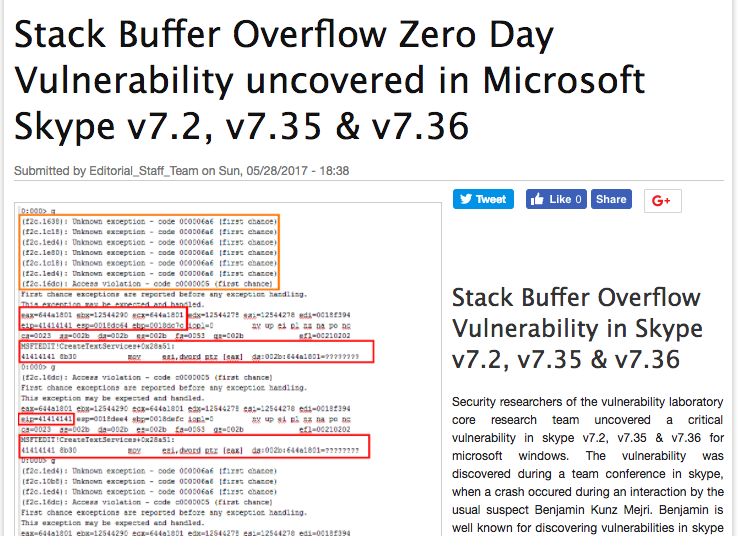 Stack Buffer Overflow Zero Day
Vulnerability uncovered in Microsoft
Skype v7.2, v7.35 & v7.36
Submitted by Editorial_Staff_Team on Sun, 05/28/2017 - 18:38
Tweet
Like 0
Share
G+
0:000> g
(f2c.1638): Unknown exception - code 000006a6 (first chance)
(f2c.1c18): Unknown exception - code 000006a6 (first chance)
(f2c.1ed4): Unknown exception - code 000006a6 (first chance)
(f2c.1e80): Unknown exception - code 000006a6 (first chance)
(f2c.1c18): Unknown exception - code 000006a6 (first chance)
(f2c.1ed4): Unknown exception - code 000006a6 (first chance)
(f2c.16dc): Access violation - code c0000005 (first chance)
First chance exceptions are reported before any exception handling.
This exception may be expected and handled.
eax=644a1801 ebx=12544290 ecx=644a1801 edx=12544278 esi=12544278 edi=0018f394
eip=41414141 esp=0018dc64 ebp=0018dc7c iopl=0 nv up ei pl nz na po nc
cs=0023 ss=002b ds=002b es=002b fs=0053 gs=002b efl=00210202
MSFTEDIT!CreateTextServices+0x28a51:
41414141 8b30 mov esi,dword ptr [eax] ds:002b:644a1801=????????
0:000> g
(f2c.16dc): Access violation - code c0000005 (first chance)
First chance exceptions are reported before any exception handling.
This exception may be expected and handled.
eax=644a1801 ebx=12544290 ecx=644a1801 edx=12544278 esi=12544278 edi=0018f394
eip=41414141 esp=0018dee4 ebp=0018defc iopl=0 nv up ei pl nz na po nc
cs=0023 ss=002b ds=002b es=002b fs=0053 gs=002b efl=00210202
MSFTEDIT!CreateTextServices+0x28a51:
41414141 8b30 mov esi,dword ptr [eax] ds:002b:644a1801=????????
0:000> g
(f2c.1ed4): Unknown exception - code 000006a6 (first chance)
(f2c.10b8): Unknown exception - code 000006a6 (first chance)
(f2c.1ed4): Unknown exception - code 000006a6 (first chance)
(f2c.16dc): Access violation - code c0000005 (first chance)
First chance exceptions are reported before any exception handling.
This exception may be expected and handled.
eax=644a1801 ebx=12544290 ecx=644a1801 edx=12544278 esi=12544278 edi=0018f394
Stack Buffer Overflow
Vulnerability in Skype
v7.2, v7.35 & v7.36
Security researchers of the vulnerability laboratory
core research team uncovered a critical
vulnerability in skype v7.2, v7.35 & v7.36 for
microsoft windows. The vulnerability was
discovered during a team conference in skype,
when a crash occured during an interaction by the
usual suspect Benjamin Kunz Mejri. Benjamin is
well known for discovering vulnerabilities in skype